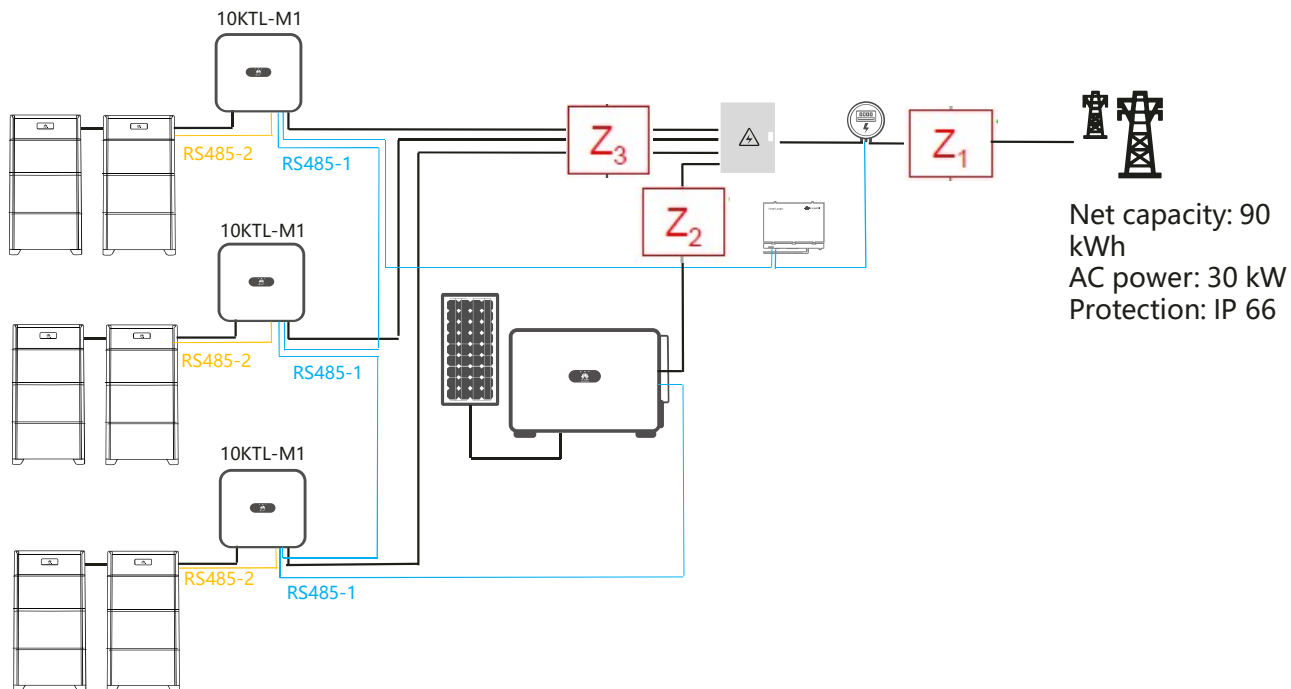 10KTL-M1
RS485-2
RS485-1
Z3
Z1
Z2
Net capacity: 90
kWh
AC power: 30 kW
Protection: IP 66
10KTL-M1
RS485-2
RS485-1
10KTL-M1
RS485-2
RS485-1